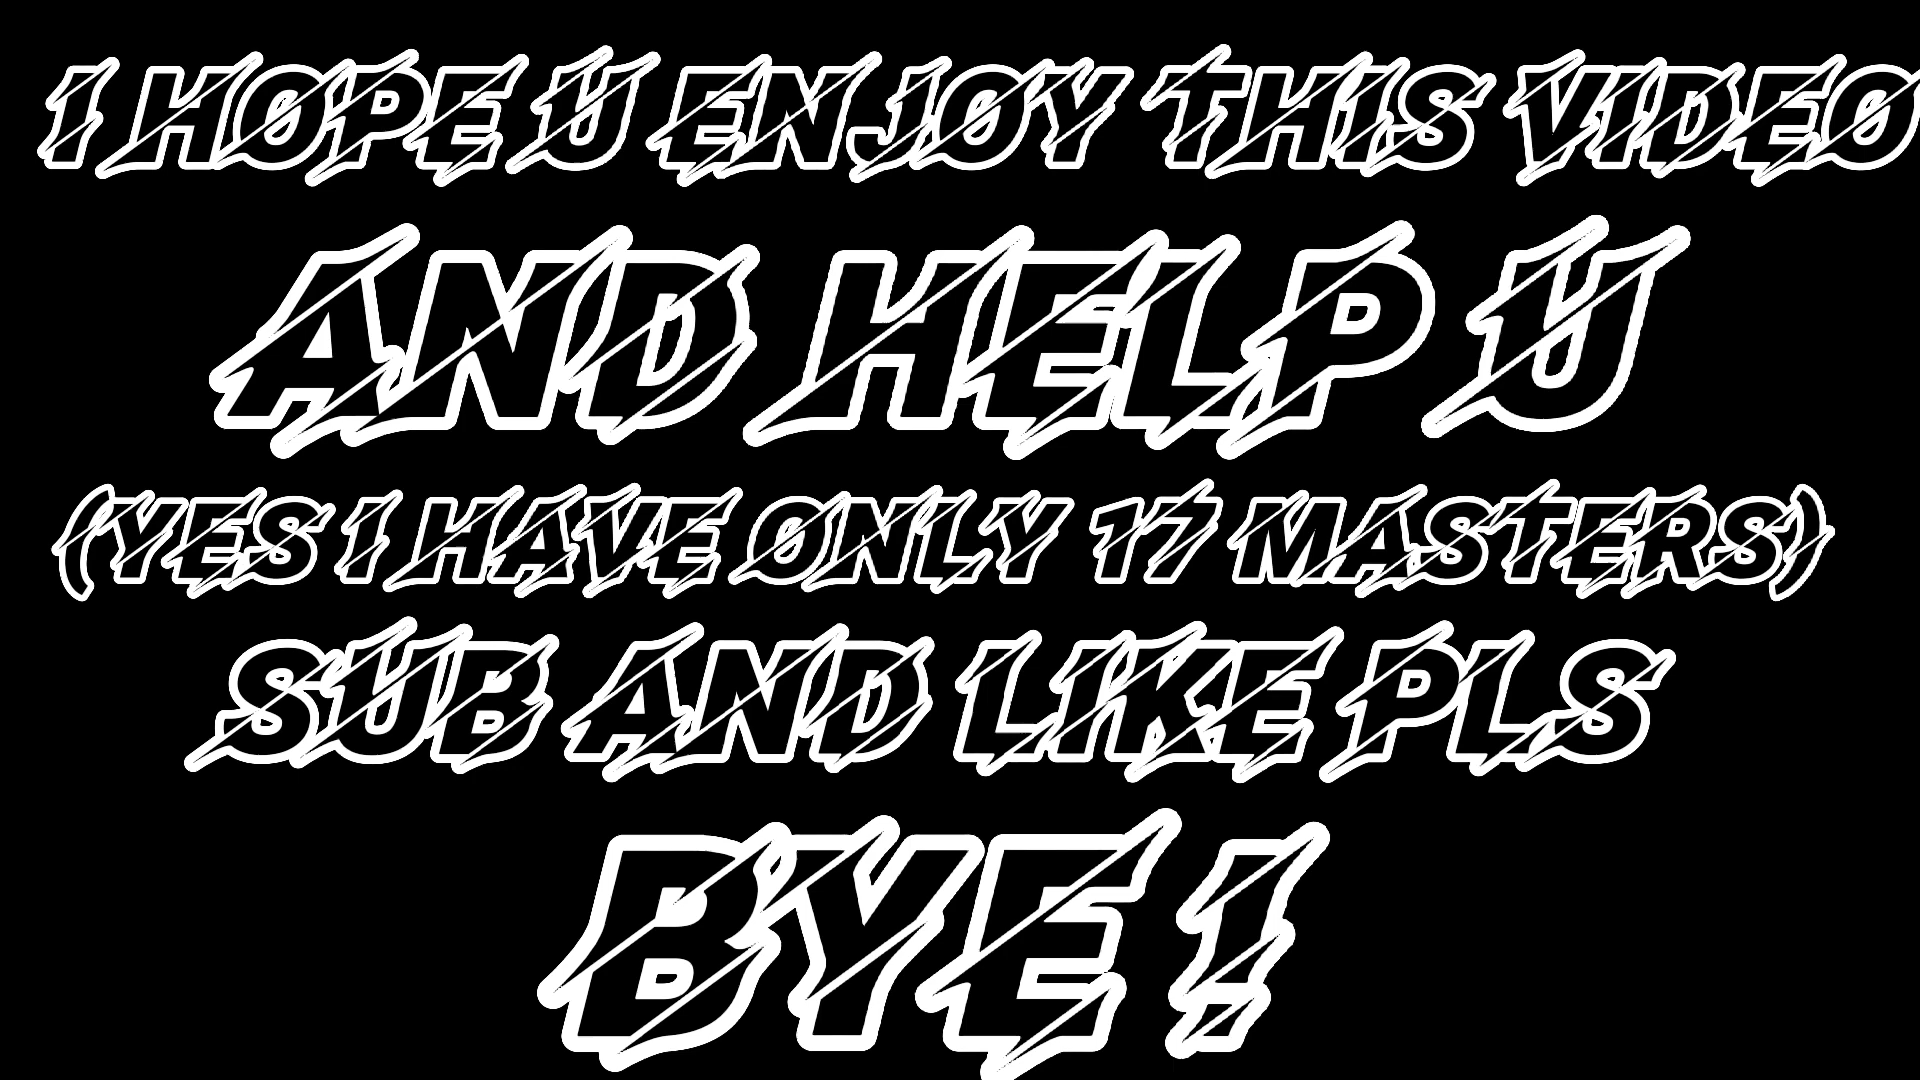 I HOPE U ENJOY THIS VIDEO
AND HELP U
(YES I HAVE ONLY 17 MASTERS)
SUB AND LIKE PLS
BYE !